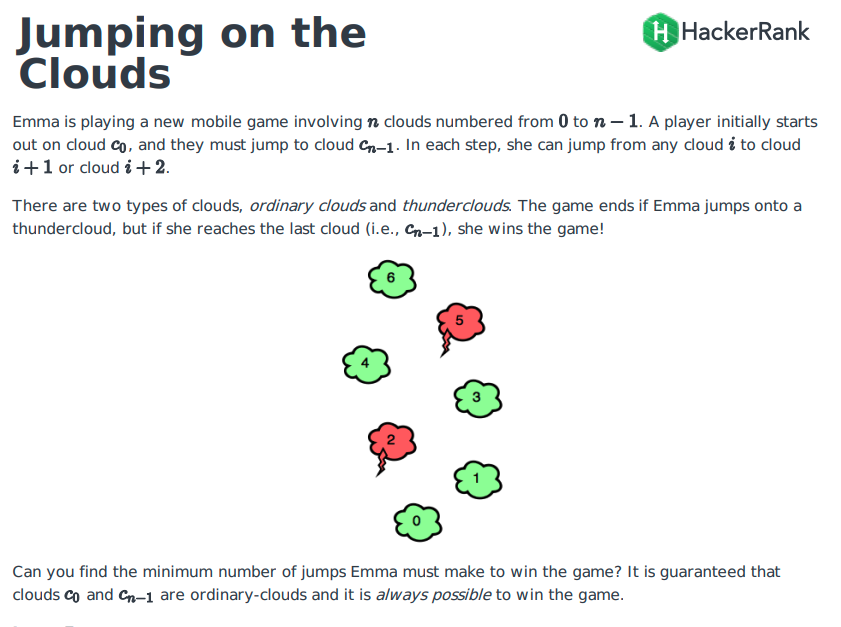 Jumping on the
Clouds
HackerRank
Emma is playing a new mobile game involving n clouds numbered from 0 to n − 1. A player initially starts
out on cloud c₀, and they must jump to cloud cₙ₋₁. In each step, she can jump from any cloud i to cloud
i + 1 or cloud i + 2.
There are two types of clouds, ordinary clouds and thunderclouds. The game ends if Emma jumps onto a
thundercloud, but if she reaches the last cloud (i.e., cₙ₋₁), she wins the game!
6
5
4
3
2
1
0
Can you find the minimum number of jumps Emma must make to win the game? It is guaranteed that
clouds c₀ and cₙ₋₁ are ordinary-clouds and it is always possible to win the game.